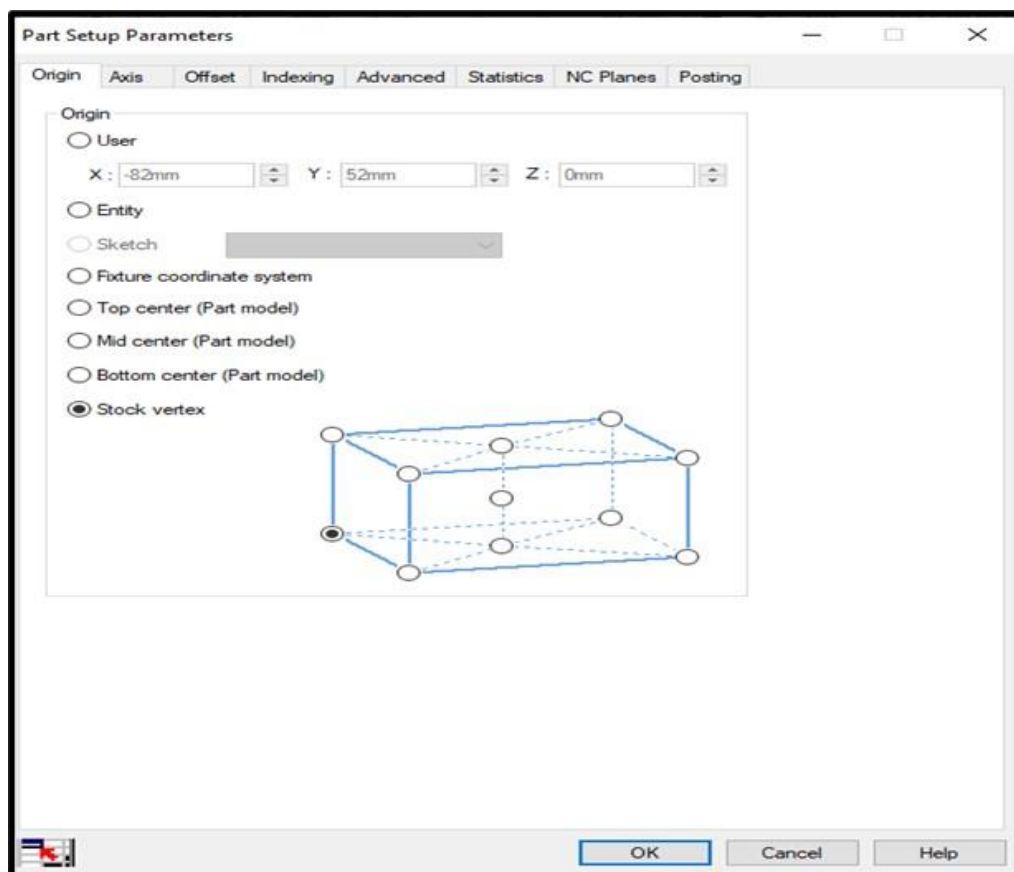 Part Setup Parameters
Origin Axis Offset Indexing Advanced Statistics NC Planes Posting
Origin
User
X : -82mm Y : 52mm Z : 0mm
Entity
Sketch
Fixture coordinate system
Top center (Part model)
Mid center (Part model)
Bottom center (Part model)
Stock vertex
OK Cancel Help